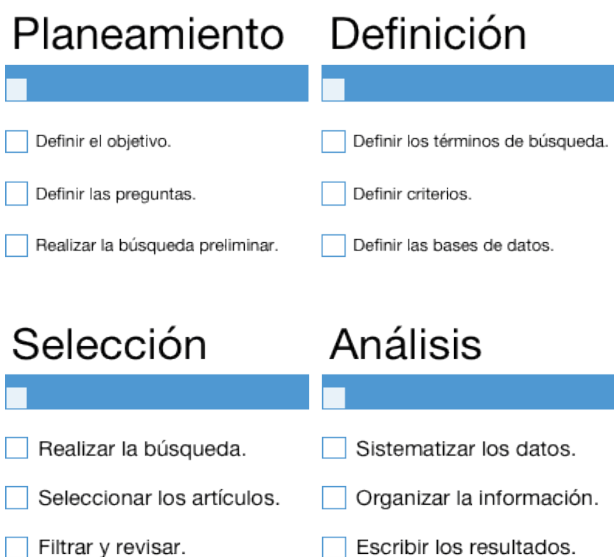 Planeamiento
Definir el objetivo.
Definir las preguntas.
Realizar la búsqueda preliminar.
Definición
Definir los términos de búsqueda.
Definir criterios.
Definir las bases de datos.
Selección
Realizar la búsqueda.
Seleccionar los artículos.
Filtrar y revisar.
Análisis
Sistematizar los datos.
Organizar la información.
Escribir los resultados.